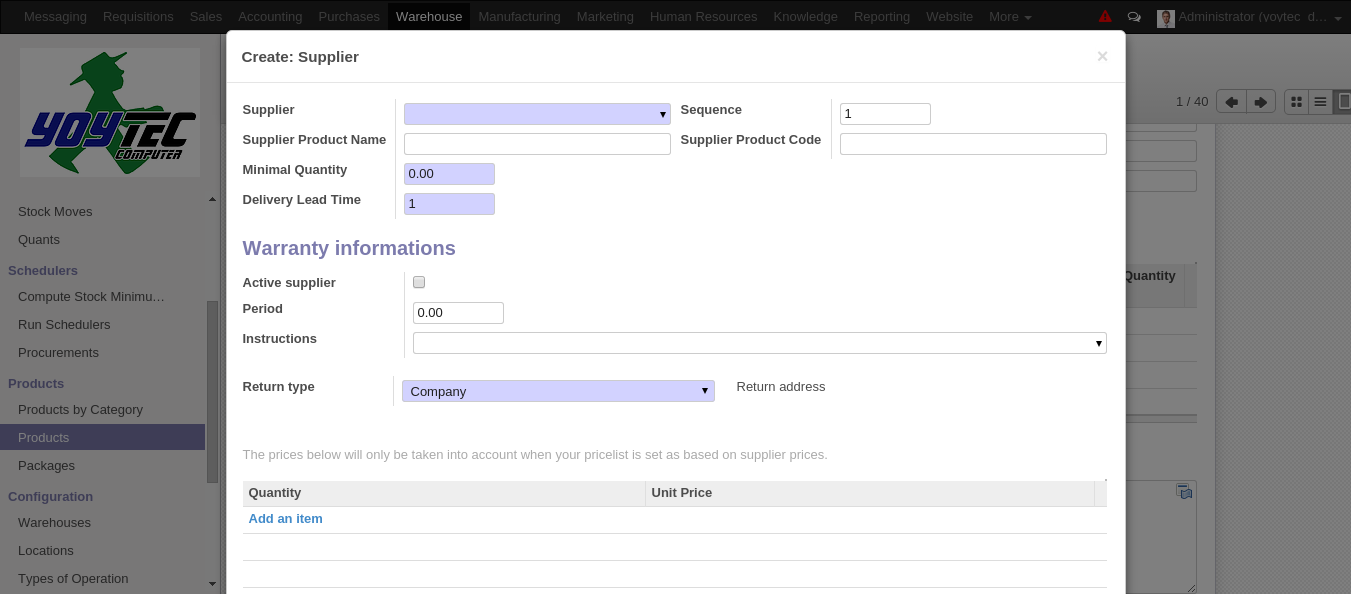 Messaging Requisitions Sales Accounting Purchases Warehouse Manufacturing Marketing Human Resources Knowledge Reporting Website More Administrator (yoytec_d…
YOYTEC
COMPUTER
Create: Supplier ×
1 / 40
Supplier Sequence 1
Supplier Product Name Supplier Product Code
Minimal Quantity 0.00
Delivery Lead Time 1
Warranty informations
Active supplier
Period 0.00
Instructions
Return type Company Return address
The prices below will only be taken into account when your pricelist is set as based on supplier prices.
Quantity Unit Price
Add an item
Stock Moves
Quants
Schedulers
Compute Stock Minimu…
Run Schedulers
Procurements
Products
Products by Category
Products
Packages
Configuration
Warehouses
Locations
Types of Operation
Quantity